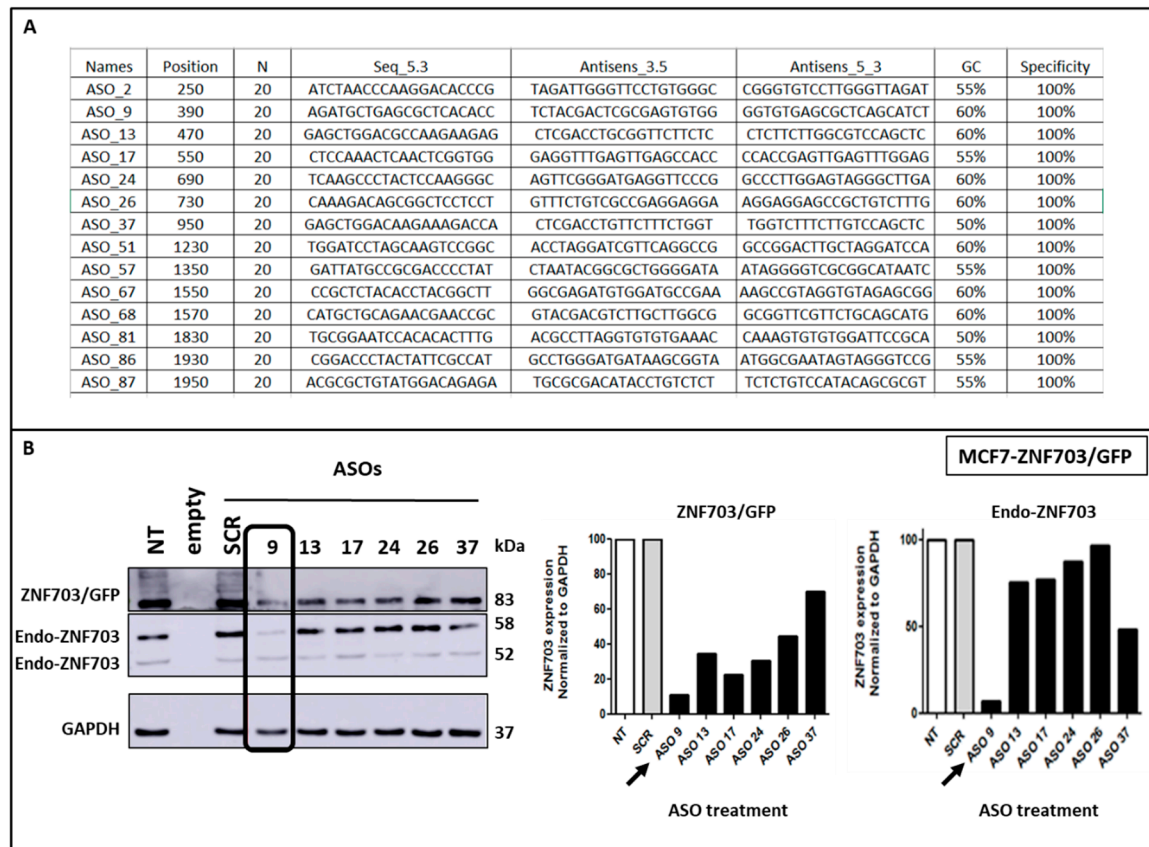 A
Names Position N Seq_5.3 Antisens_3.5 Antisens_5_3 GC Specificity
ASO_2 250 20 ATCTAACCCAAGGACACCCG TAGATTGGGTTCCTGTGGGC CGGGTGTCCTTGGGTTAGAT 55% 100%
ASO_9 390 20 AGATGCTGAGCGCTCACACC TCTACGACTCGCGAGTGTGG GGTGTGAGCGCTCAGCATCT 60% 100%
ASO_13 470 20 GAGCTGGACGCCAAGAAGAG CTCGACCTGCGGTTCTTCTC CTCTTCTTGGCGTCCAGCTC 60% 100%
ASO_17 550 20 CTCCAAACTCAACTCGGTGG GAGGTTTGAGTTGAGCCACC CCACCGAGTTGAGTTTGGAG 55% 100%
ASO_24 690 20 TCAAGCCCTACTCCAAGGGC AGTTCGGGATGAGGTTCCCG GCCCTTGGAGTAGGGCTTGA 60% 100%
ASO_26 730 20 CAAAGACAGCGGCTCCTCCT GTTTCTGTCGCCGAGGAGGA AGGAGGAGCCGCTGTCTTTG 60% 100%
ASO_37 950 20 GAGCTGGACAAGAAAGACCA CTCGACCTGTTCTTTCTGGT TGGTCTTTCTTGTCCAGCTC 50% 100%
ASO_51 1230 20 TGGATCCTAGCAAGTCCGGC ACCTAGGATCGTTCAGGCCG GCCGGACTTGCTAGGATCCA 60% 100%
ASO_57 1350 20 GATTATGCCGCGACCCCTAT CTAATACGGCGCTGGGGATA ATAGGGGTCGCGGCATAATC 55% 100%
ASO_67 1550 20 CCGCTCTACACCTACGGCTT GGCGAGATGTGGATGCCGAA AAGCCGTAGGTGTAGAGCGG 60% 100%
ASO_68 1570 20 CATGCTGCAGAACGAACCGC GTACGACGTCTTGCTTGGCG GCGGTTCGTTCTGCAGCATG 60% 100%
ASO_81 1830 20 TGCGGAATCCACACACTTTG ACGCCTTAGGTGTGTGAAAC CAAAGTGTGTGGATTCCGCA 50% 100%
ASO_86 1930 20 CGGACCCTACTATTCGCCAT GCCTGGGATGATAAGCGGTA ATGGCGAATAGTAGGGTCCG 55% 100%
ASO_87 1950 20 ACGCGCTGTATGGACAGAGA TGCGCGACATACCTGTCTCT TCTCTGTCCATACAGCGCGT 55% 100%
B
MCF7-ZNF703/GFP
ASOs
NT empty SCR 9 13 17 24 26 37 kDa
ZNF703/GFP 83
Endo-ZNF703 58
Endo-ZNF703 52
GAPDH 37
ZNF703/GFP
ZNF703 expression
Normalized to GAPDH
100
80
60
40
20
0
NT SCR ASO 9 ASO 13 ASO 17 ASO 24 ASO 26 ASO 37
ASO treatment
Endo-ZNF703
ZNF703 expression
Normalized to GAPDH
100
50
0
NT SCR ASO 9 ASO 13 ASO 17 ASO 24 ASO 26 ASO 37
ASO treatment